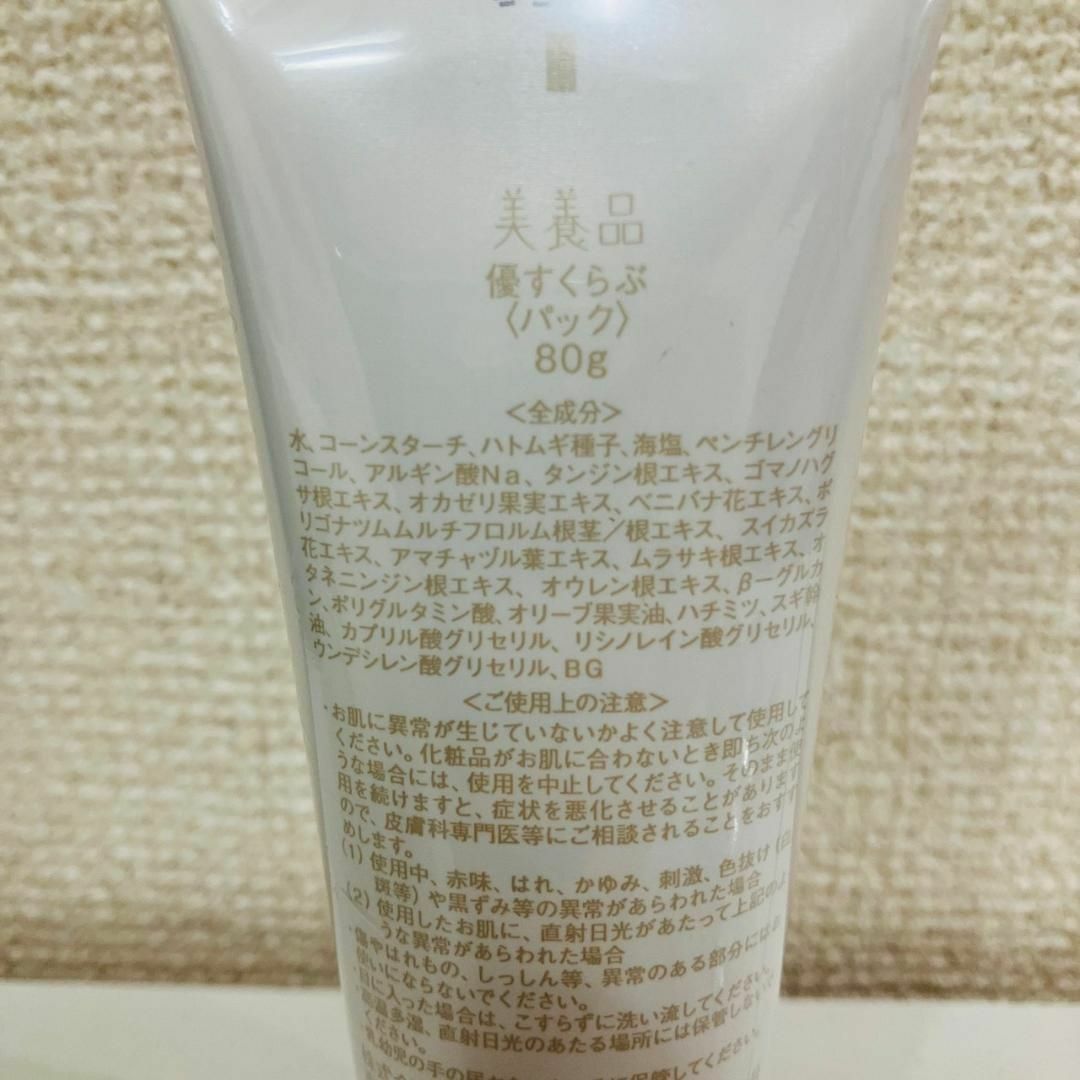 美養品
優すくらぶ
〈パック〉
80g
<全成分>
水、コーンスターチ、ハトムギ種子、海塩、ペンチレングリ
コール、アルギン酸Na、タンジン根エキス、ゴマノハグ
サ根エキス、オカゼリ果実エキス、ベニバナ花エキス、ポ
リゴナツムムルチフロルム根茎/根エキス、スイカズラ
花エキス、アマチャヅル葉エキス、ムラサキ根エキス、オ
タネニンジン根エキス、オウレン根エキス、β-グルカ
ン、ポリグルタミン酸、オリーブ果実油、ハチミツ、スギ幹
油、カプリル酸グリセリル、リシノレイン酸グリセリル、
ウンデシレン酸グリセリル、BG
<ご使用上の注意>
・お肌に異常が生じていないかよく注意して使用して
ください。化粧品がお肌に合わないとき即ち次のよ
うな場合には、使用を中止してください。そのまま使
用を続けますと、症状を悪化させることがあります
ので、皮膚科専門医等にご相談されることをおすす
めします。
(1) 使用中、赤味、はれ、かゆみ、刺激、色抜け(白
斑等)や黒ずみ等の異常があらわれた場合
(2) 使用したお肌に、直射日光があたって上記のよ
うな異常があらわれた場合
・傷やはれもの、しっしん等、異常のある部分にはお
使いにならないでください。
・目に入った場合は、こすらずに洗い流してください。
・高温多湿、直射日光のあたる場所には保管しないで
ください。
・乳幼児の手の届 に保管してください。